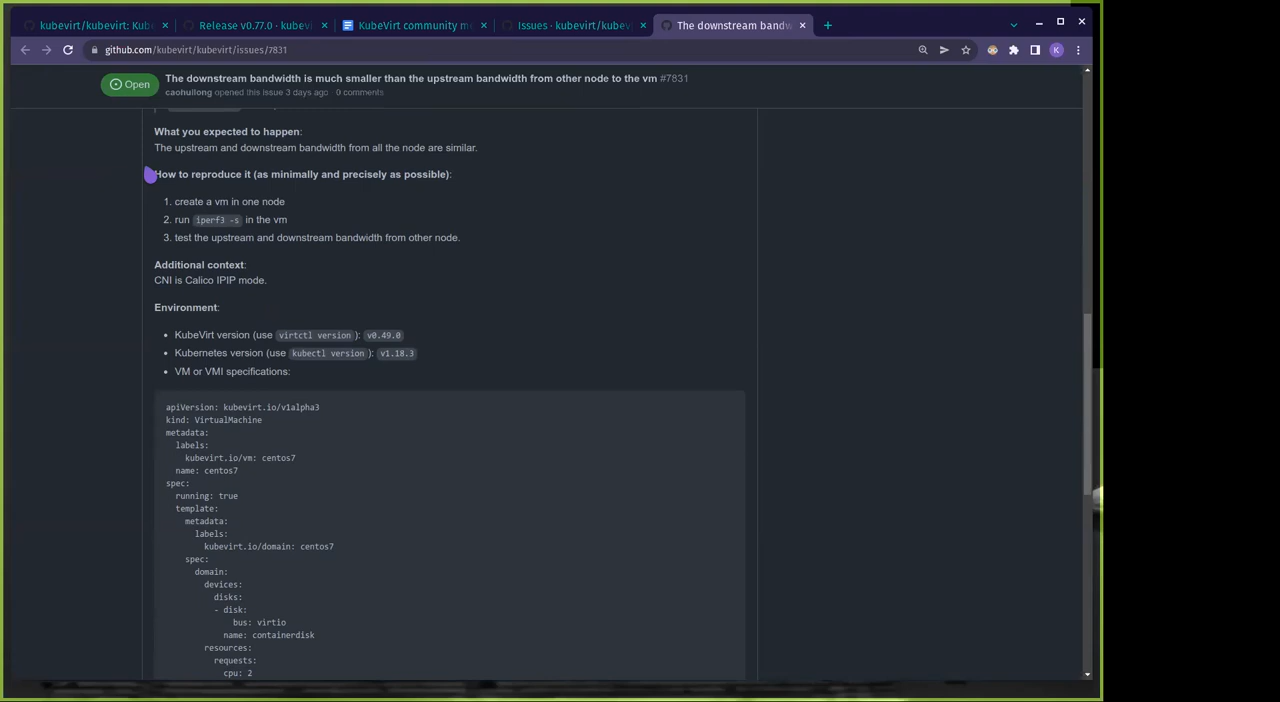 kubevirt/kubevirt: Kube
Release v0.77.0 · kubevi
KubeVirt community me
Issues · kubevirt/kubev
The downstream bandw
github.com/kubevirt/kubevirt/issues/7831
K
Open
The downstream bandwidth is much smaller than the upstream bandwidth from other node to the vm #7831
caohuilong opened this issue 3 days ago · 0 comments
What you expected to happen:
The upstream and downstream bandwidth from all the node are similar.
How to reproduce it (as minimally and precisely as possible):
1. create a vm in one node
2. run iperf3 -s in the vm
3. test the upstream and downstream bandwidth from other node.
Additional context:
CNI is Calico IPIP mode.
Environment:
• KubeVirt version (use virtctl version ): v0.49.0
• Kubernetes version (use kubectl version ): v1.18.3
• VM or VMI specifications:
apiVersion: kubevirt.io/v1alpha3
kind: VirtualMachine
metadata:
labels:
kubevirt.io/vm: centos7
name: centos7
spec:
running: true
template:
metadata:
labels:
kubevirt.io/domain: centos7
spec:
domain:
devices:
disks:
- disk:
bus: virtio
name: containerdisk
resources:
requests:
cpu: 2